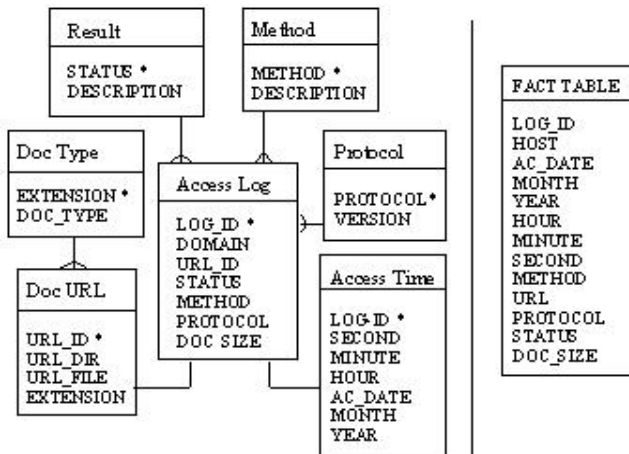 Result
STATUS *
DESCRIPTION
Method
METHOD *
DESCRIPTION
Doc Type
EXTENSION *
DOC_TYPE
Access Log
LOG_ID *
DOMAIN
URL_ID
STATUS
METHOD
PROTOCOL
DOC SIZE
Protocol
PROTOCOL*
VERSION
Doc URL
URL_ID *
URL_DIR
URL_FILE
EXTENSION
Access Time
LOG-ID *
SECOND
MINUTE
HOUR
AC_DATE
MONTH
YEAR
FACT TABLE
LOG_ID
HOST
AC_DATE
MONTH
YEAR
HOUR
MINUTE
SECOND
METHOD
URL
PROTOCOL
STATUS
DOC_SIZE